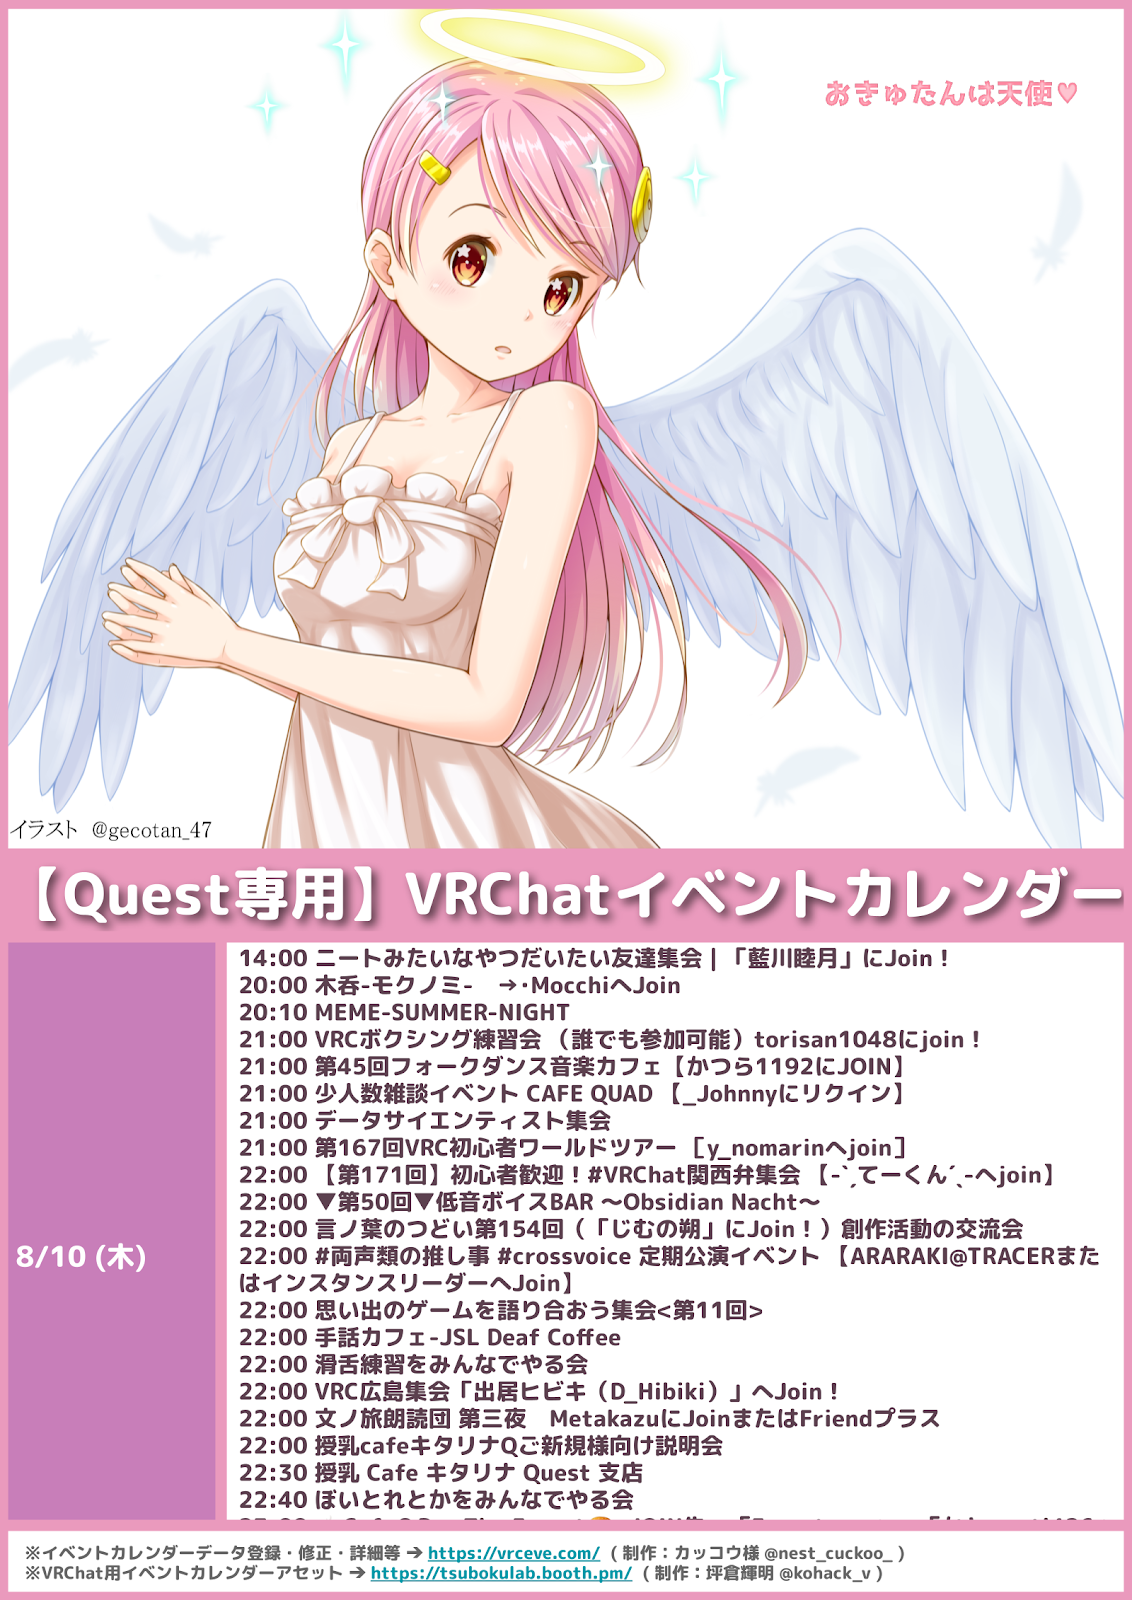 おきゅたんは天使♥
イラスト @gecotan_47
【Quest専用】VRChatイベントカレンダー
8/10 (木)
14:00 ニートみたいなやつだいたい友達集会 | 「藍川睦月」にJoin！
20:00 木呑-モクノミ-　→･MocchiへJoin
20:10 MEME-SUMMER-NIGHT
21:00 VRCボクシング練習会 （誰でも参加可能）torisan1048にjoin！
21:00 第45回フォークダンス音楽カフェ【かつら1192にJOIN】
21:00 少人数雑談イベント CAFE QUAD 【_Johnnyにリクイン】
21:00 データサイエンティスト集会
21:00 第167回VRC初心者ワールドツアー ［y_nomarinへjoin］
22:00 【第171回】初心者歓迎！#VRChat関西弁集会 【-`ˏてーくん´ˎ-へjoin】
22:00 ▼第50回▼低音ボイスBAR 〜Obsidian Nacht〜
22:00 言ノ葉のつどい第154回（「じむの朔」にJoin！）創作活動の交流会
22:00 #両声類の推し事 #crossvoice 定期公演イベント 【ARARAKI@TRACERまた
はインスタンスリーダーへJoin】
22:00 思い出のゲームを語り合おう集会<第11回>
22:00 手話カフェ-JSL Deaf Coffee
22:00 滑舌練習をみんなでやる会
22:00 VRC広島集会「出居ヒビキ（D_Hibiki）」へJoin！
22:00 文ノ旅朗読団 第三夜　MetakazuにJoinまたはFriendプラス
22:00 授乳cafeキタリナQご新規様向け説明会
22:30 授乳 Cafe キタリナ Quest 支店
22:40 ぽいとれとかをみんなでやる会
※イベントカレンダーデータ登録・修正・詳細等 ➔ https://vrceve.com/ ( 制作：カッコウ様 @nest_cuckoo_ )
※VRChat用イベントカレンダーアセット ➔ https://tsubokulab.booth.pm/ ( 制作：坪倉輝明 @kohack_v )